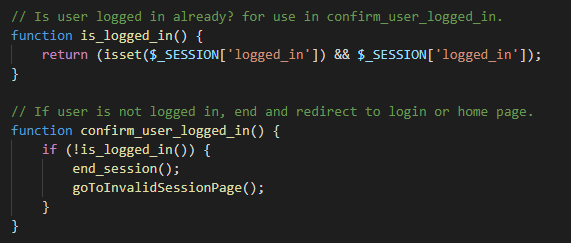 // Is user logged in already? for use in confirm_user_logged_in.
function is_logged_in() {
    return (isset($_SESSION['logged_in']) && $_SESSION['logged_in']);
}

// If user is not logged in, end and redirect to login or home page.
function confirm_user_logged_in() {
    if (!is_logged_in()) {
        end_session();
        goToInvalidSessionPage();
    }
}